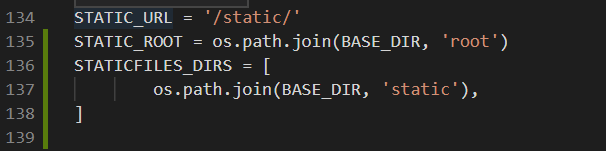 134 STATIC_URL = '/static/'
135 STATIC_ROOT = os.path.join(BASE_DIR, 'root')
136 STATICFILES_DIRS = [
137         os.path.join(BASE_DIR, 'static'),
138 ]
139